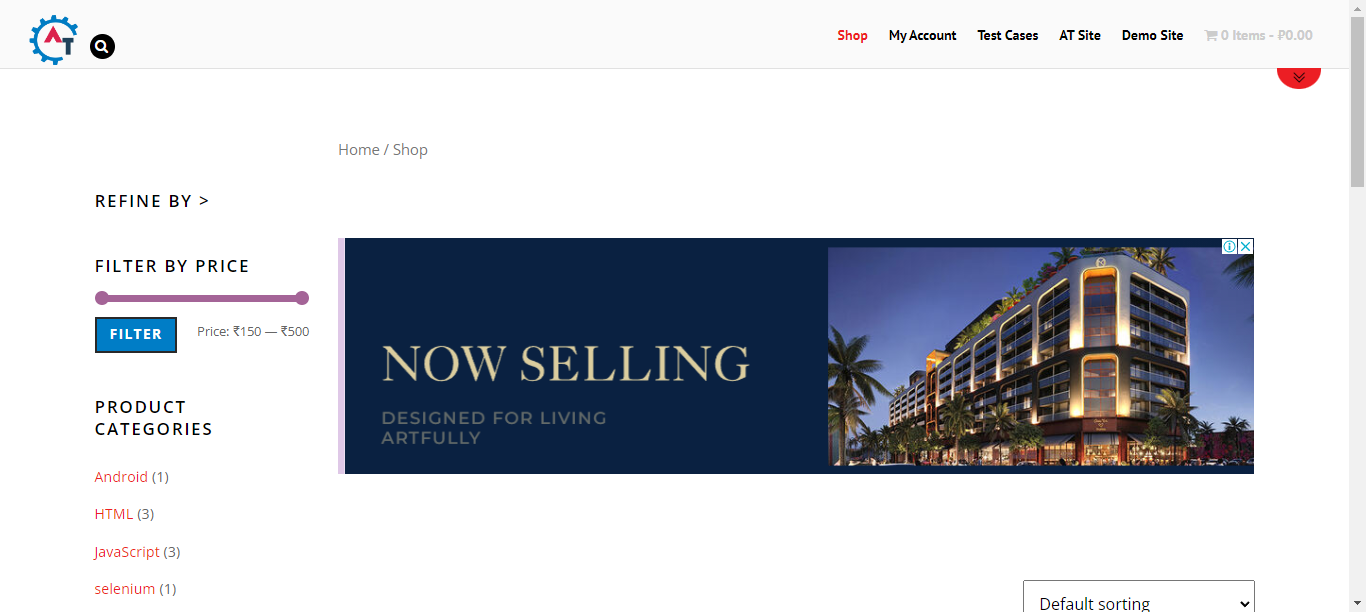 AT
Shop My Account Test Cases AT Site Demo Site 0 Items - ₽0.00
Home / Shop
REFINE BY >
FILTER BY PRICE
FILTER Price: ₹150 — ₹500
NOW SELLING
DESIGNED FOR LIVING
ARTFULLY
PRODUCT
CATEGORIES
Android (1)
HTML (3)
JavaScript (3)
selenium (1)
Default sorting